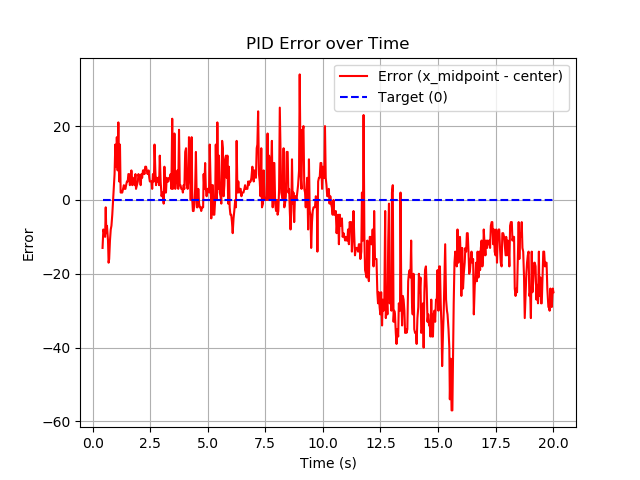 PID Error over Time
Error (x_midpoint - center)
Target (0)
Error
20
0
−20
−40
−60
0.0 2.5 5.0 7.5 10.0 12.5 15.0 17.5 20.0
Time (s)